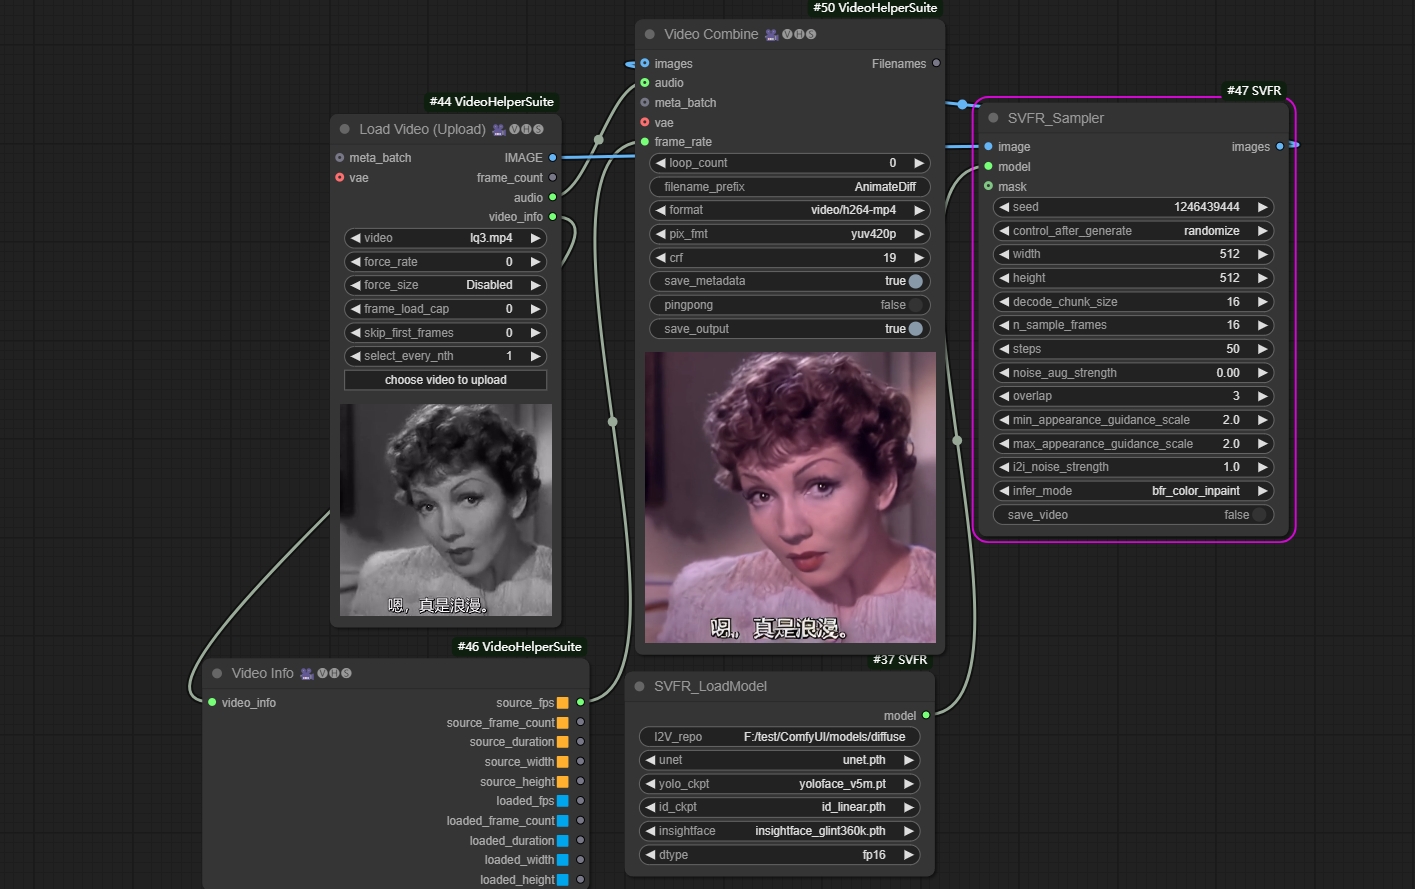 #44 VideoHelperSuite
Load Video (Upload) 🎥🅥🅗🅢
meta_batch IMAGE
vae frame_count
audio
video_info
video lq3.mp4
force_rate 0
force_size Disabled
frame_load_cap 0
skip_first_frames 0
select_every_nth 1
choose video to upload
嗯，真是浪漫。
#46 VideoHelperSuite
Video Info 🎥🅥🅗🅢
video_info source_fps
source_frame_count
source_duration
source_width
source_height
loaded_fps
loaded_frame_count
loaded_duration
loaded_width
loaded_height
#50 VideoHelperSuite
Video Combine 🎥🅥🅗🅢
images Filenames
audio
meta_batch
vae
frame_rate
loop_count 0
filename_prefix AnimateDiff
format video/h264-mp4
pix_fmt yuv420p
crf 19
save_metadata true
pingpong false
save_output true
嗯。真是浪漫。
#37 SVFR
SVFR_LoadModel
model
I2V_repo F:/test/ComfyUI/models/diffuse
unet unet.pth
yolo_ckpt yoloface_v5m.pt
id_ckpt id_linear.pth
insightface insightface_glint360k.pth
dtype fp16
#47 SVFR
SVFR_Sampler
image images
model
mask
seed 1246439444
control_after_generate randomize
width 512
height 512
decode_chunk_size 16
n_sample_frames 16
steps 50
noise_aug_strength 0.00
overlap 3
min_appearance_guidance_scale 2.0
max_appearance_guidance_scale 2.0
i2i_noise_strength 1.0
infer_mode bfr_color_inpaint
save_video false